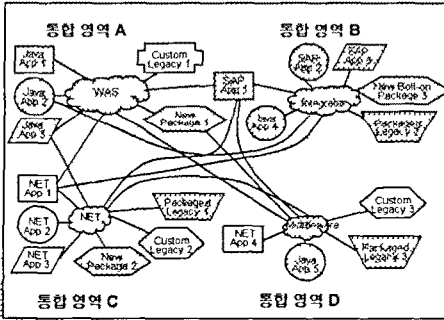 통합 영역 A
통합 영역 B
Java App 1
Custom Legacy 1
Java App 2
WAS
SAP App 1
SAP App 2
SAP App 3
New Bolt-on Package 3
Java App 3
New Package 1
Java App 4
Packaged Legacy 2
NET App 1
NET
Packaged Legacy 1
Custom Legacy 3
NET App 2
Custom Legacy 2
NET App 4
Middleware
NET App 3
New Package 2
Java App 5
Packaged Legacy 3
통합 영역 C
통합 영역 D